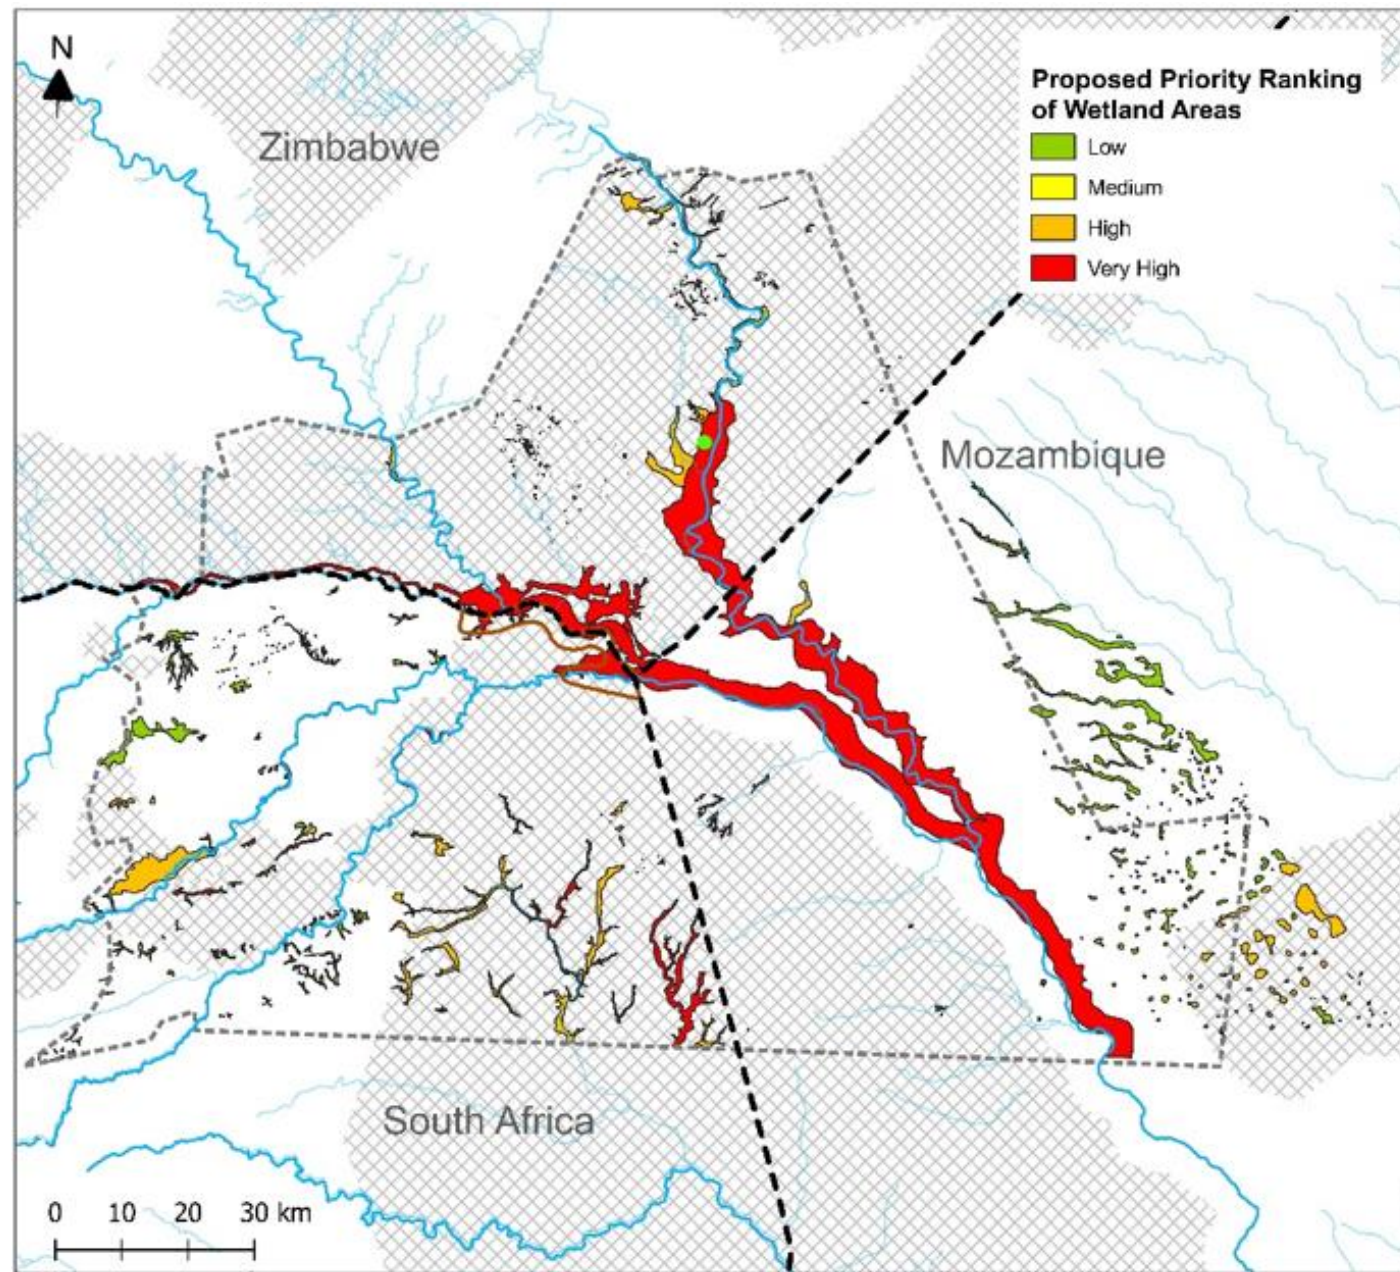 N
Zimbabwe
Proposed Priority Ranking
of Wetland Areas
Low
Medium
High
Very High
Mozambique
South Africa
0 10 20 30 km